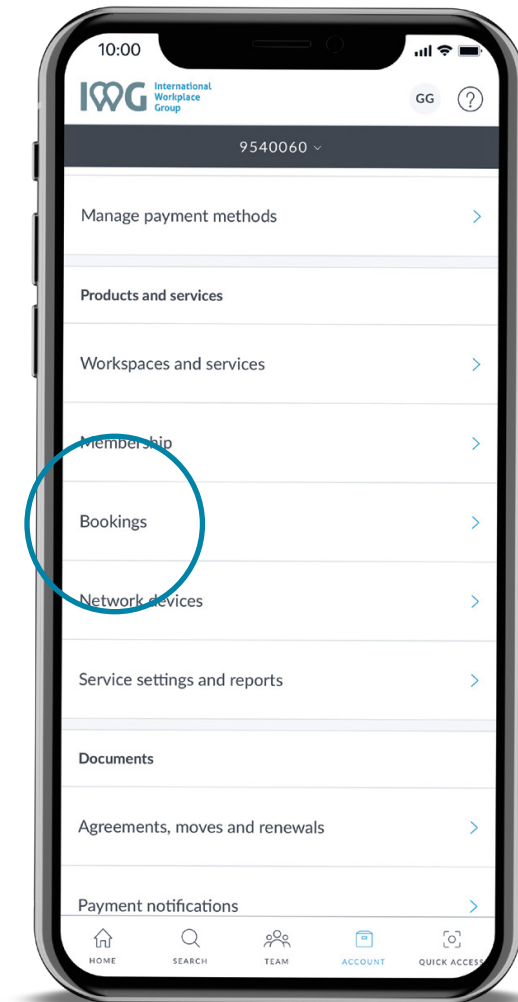 10:00
IWG International
Workplace
Group
GG ?
9540060
Manage payment methods
Products and services
Workspaces and services
Membership
Bookings
Network devices
Service settings and reports
Documents
Agreements, moves and renewals
Payment notifications
HOME SEARCH TEAM ACCOUNT QUICK ACCESS